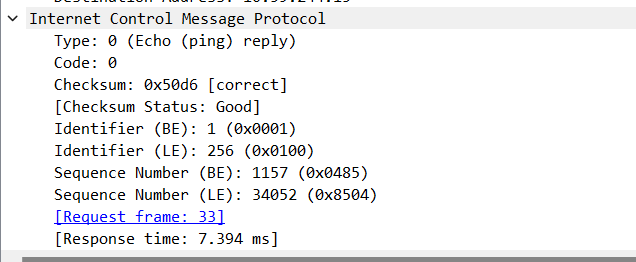 Internet Control Message Protocol
Type: 0 (Echo (ping) reply)
Code: 0
Checksum: 0x50d6 [correct]
[Checksum Status: Good]
Identifier (BE): 1 (0x0001)
Identifier (LE): 256 (0x0100)
Sequence Number (BE): 1157 (0x0485)
Sequence Number (LE): 34052 (0x8504)
[Request frame: 33]
[Response time: 7.394 ms]